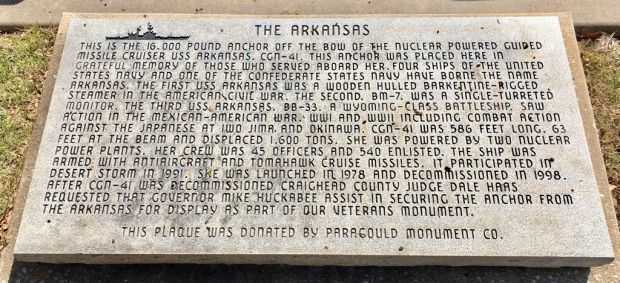 THE ARKANSAS
THIS IS THE 16.000 POUND ANCHOR OFF THE BOW OF THE NUCLEAR POWERED GUIDED
MISSILE CRUISER USS ARKANSAS. CGN-41. THIS ANCHOR WAS PLACED HERE IN
GRATEFUL MEMORY OF THOSE WHO SERVED ABOARD HER. FOUR SHIPS OF THE UNITED
STATES NAVY AND ONE OF THE CONFEDERATE STATES NAVY HAVE BORNE THE NAME
ARKANSAS. THE FIRST USS ARKANSAS WAS A WOODEN HULLED BARKENTINE-RIGGED
STEAMER IN THE AMERICAN CIVIL WAR. THE SECOND. BM-7. WAS A SINGLE-TURRETED
MONITOR. THE THIRD USS ARKANSAS. BB-33. A WYOMING-CLASS BATTLESHIP, SAW
ACTION IN THE MEXICAN-AMERICAN WAR; WWI AND WWII INCLUDING COMBAT ACTION
AGAINST THE JAPANESE AT IWO JIMA AND OKINAWA. CGN-41 WAS 586 FEET LONG. 63
FEET AT THE BEAM AND DISPLACED 1.600 TONS. SHE WAS POWERED BY TWO NUCLEAR
POWER PLANTS. HER CREW WAS 45 OFFICERS AND 540 ENLISTED. THE SHIP WAS
ARMED WITH ANTIAIRCRAFT AND TOMAHAWK CRUISE MISSILES. IT PARTICIPATED IN
DESERT STORM IN 1991. SHE WAS LAUNCHED IN 1978 AND DECOMMISSIONED IN 1998.
AFTER CGN-41 WAS DECOMMISSIONED. CRAIGHEAD COUNTY JUDGE DALE HAAS
REQUESTED THAT GOVERNOR MIKE HUCKABEE ASSIST IN SECURING THE ANCHOR FROM
THE ARKANSAS FOR DISPLAY AS PART OF OUR VETERANS MONUMENT.
THIS PLAQUE WAS DONATED BY PARAGOULD MONUMENT CO.